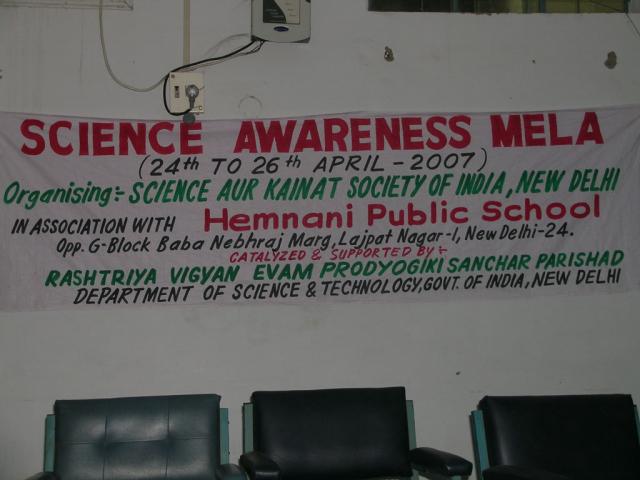 SCIENCE AWARENESS MELA
(24th TO 26th APRIL - 2007)
Organising:- SCIENCE AUR KAINAT SOCIETY OF INDIA, NEW DELHI
IN ASSOCIATION WITH Hemnani Public School
Opp. G-Block Baba Nebhraj Marg, Lajpat Nagar-I, New Delhi-24.
CATALYZED & SUPPORTED BY :-
RASHTRIYA VIGYAN EVAM PRODYOGIKI SANCHAR PARISHAD
DEPARTMENT OF SCIENCE & TECHNOLOGY, GOVT. OF INDIA, NEW DELHI